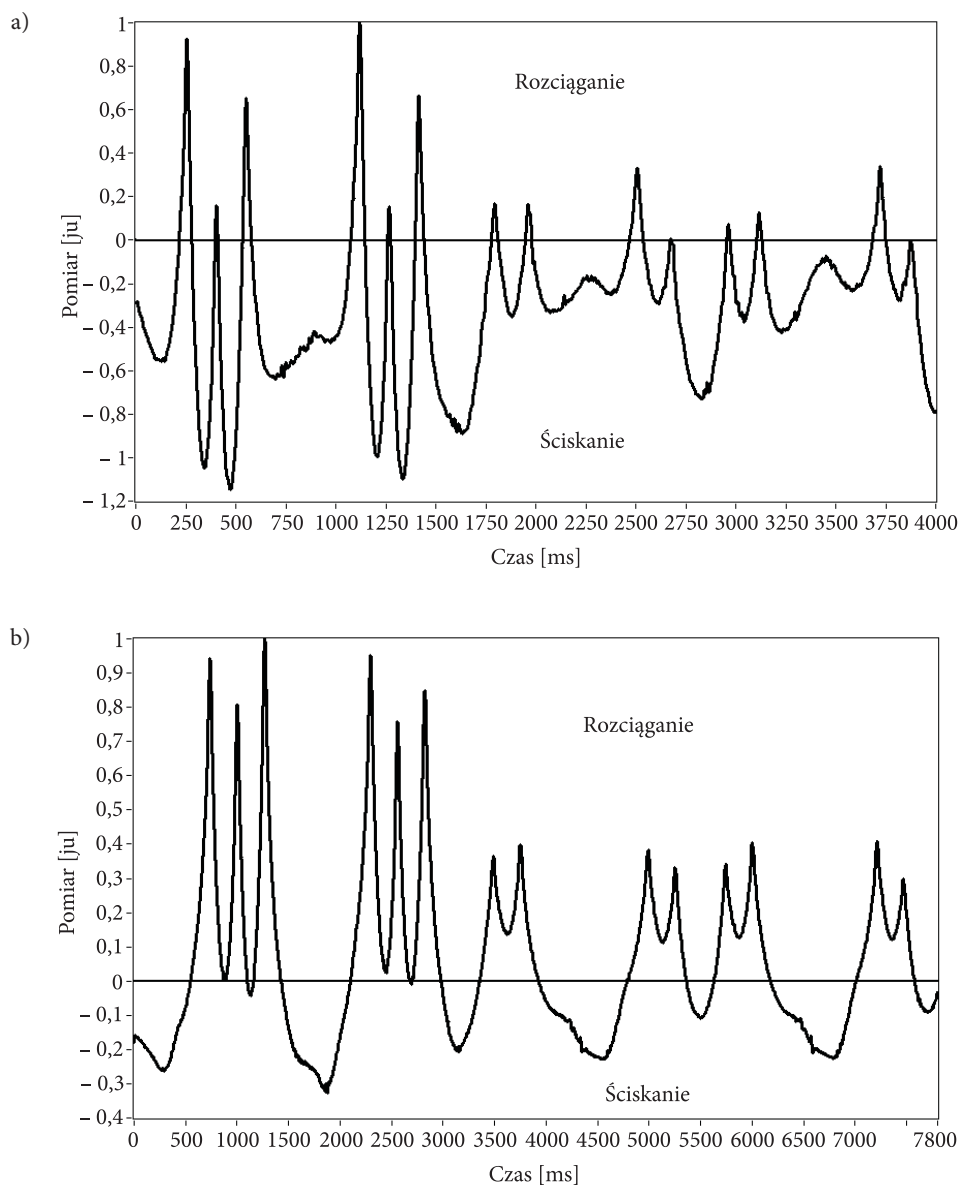 a)
1
0,8
0,6
0,4
0,2
0
– 0,2
– 0,4
– 0,6
– 0,8
– 1
– 1,2
Pomiar [ju]
Rozciąganie
Ściskanie
0 250 500 750 1000 1250 1500 1750 2000 2250 2500 2750 3000 3250 3500 3750 4000
Czas [ms]
b)
1
0,9
0,8
0,7
0,6
0,5
0,4
0,3
0,2
0,1
0
– 0,1
– 0,2
– 0,3
– 0,4
Pomiar [ju]
Rozciąganie
Ściskanie
0 500 1000 1500 2000 2500 3000 3500 4000 4500 5000 5500 6000 7000 7800
Czas [ms]